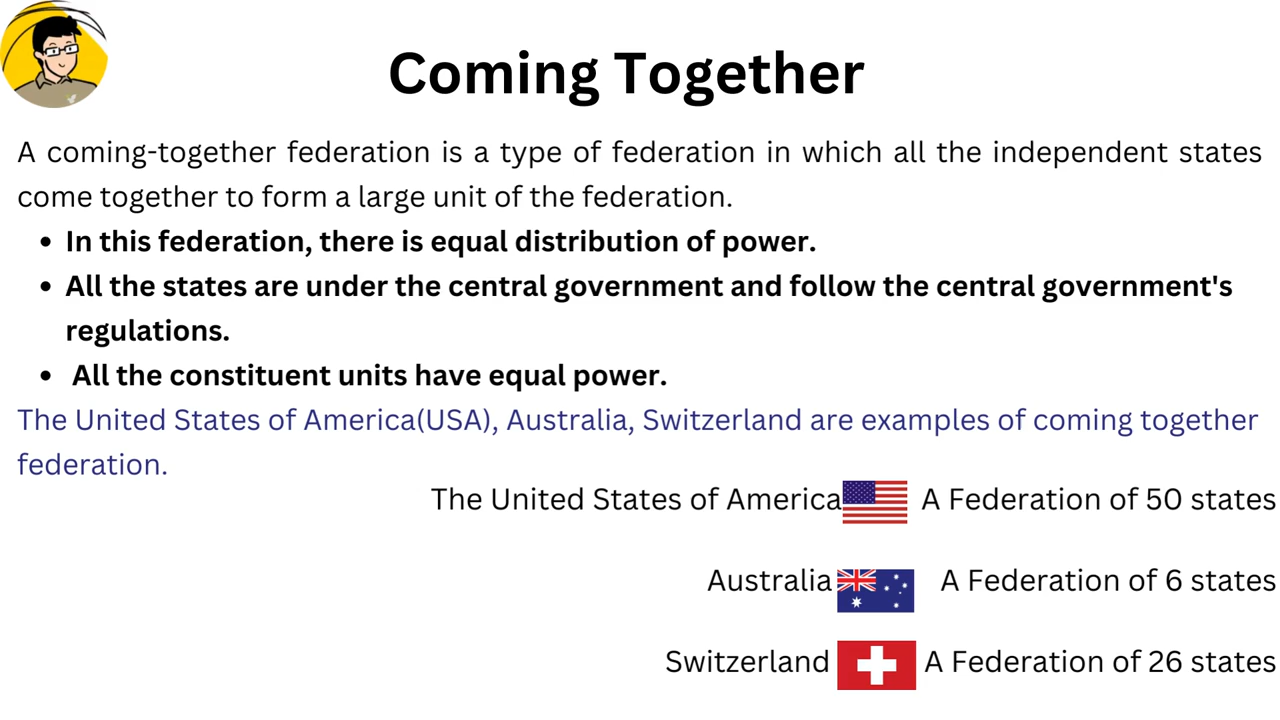 Coming Together
A coming-together federation is a type of federation in which all the independent states
come together to form a large unit of the federation.
• In this federation, there is equal distribution of power.
• All the states are under the central government and follow the central government's
regulations.
• All the constituent units have equal power.
The United States of America(USA), Australia, Switzerland are examples of coming together
federation.
The United States of America A Federation of 50 states
Australia A Federation of 6 states
Switzerland A Federation of 26 states